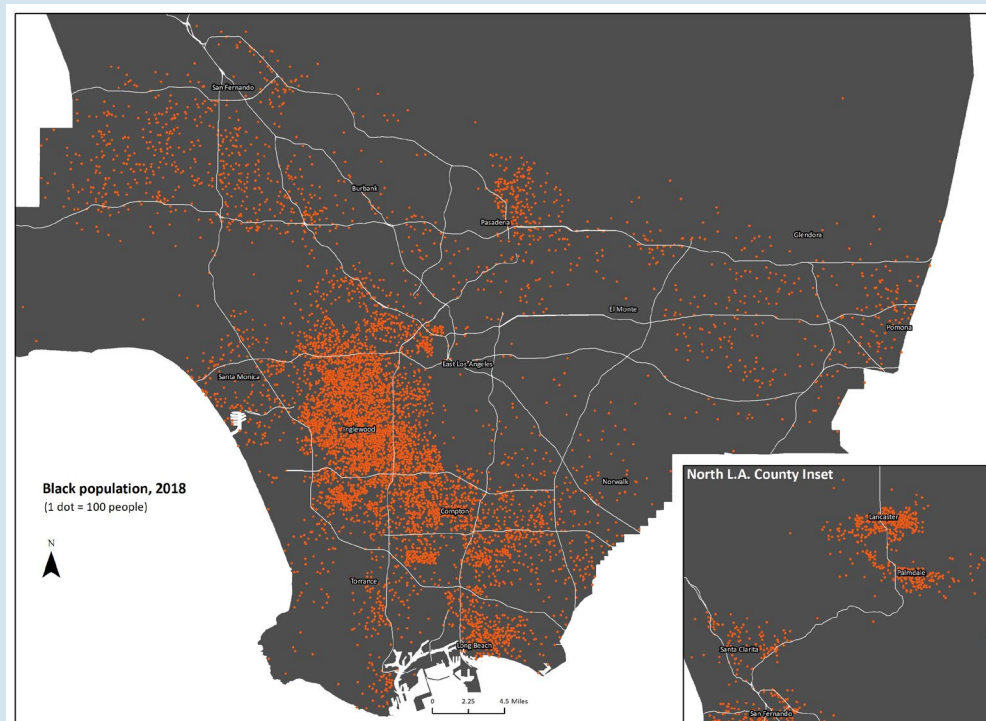 San Fernando
Burbank
Pasadena
Glendora
El Monte
Pomona
East Los Angeles
Santa Monica
Inglewood
Norwalk
Compton
Torrance
Long Beach
Black population, 2018
(1 dot = 100 people)
N
0 2.25 4.5 Miles
North L.A. County Inset
Lancaster
Palmdale
Santa Clarita
San Fernando